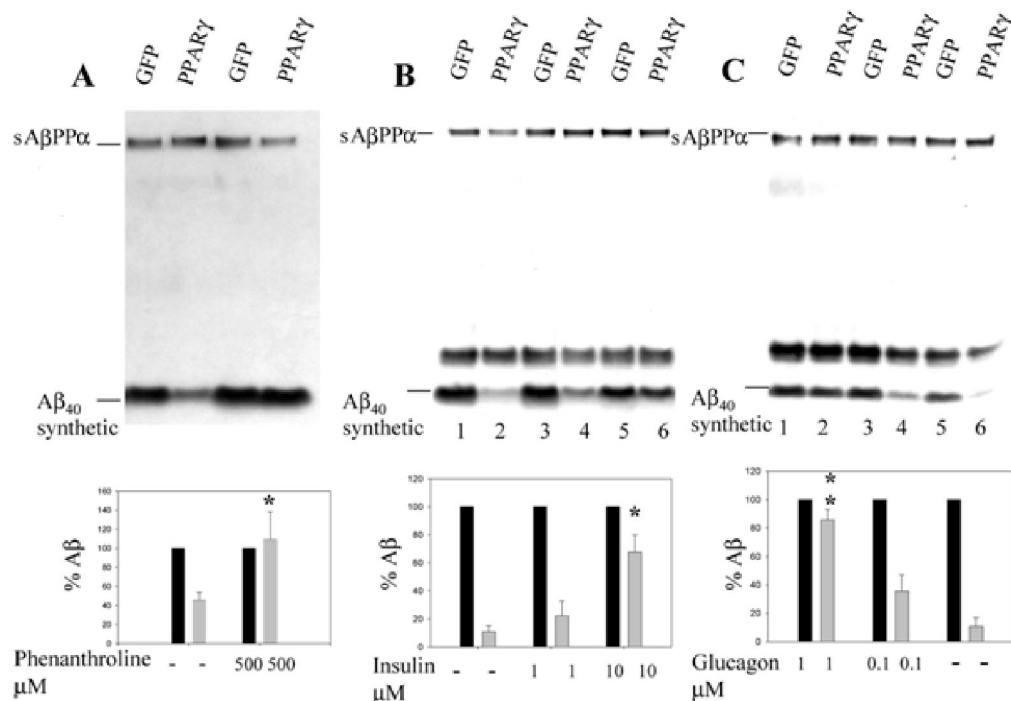 A
GFP PPARγ GFP PPARγ
sAβPPα
Aβ40
synthetic
% Aβ
160
140
120
100
80
60
40
20
0
*
Phenanthroline - - 500 500
μM
B
GFP PPARγ GFP PPARγ GFP PPARγ
sAβPPα
Aβ40
synthetic 1 2 3 4 5 6
% Aβ
120
100
80
60
40
20
0
*
Insulin - - 1 1 10 10
μM
C
GFP PPARγ GFP PPARγ GFP PPARγ
sAβPPα
Aβ40
synthetic 1 2 3 4 5 6
% Aβ
120
100
80
60
40
20
0
*
*
Glucagon 1 1 0.1 0.1 - -
μM